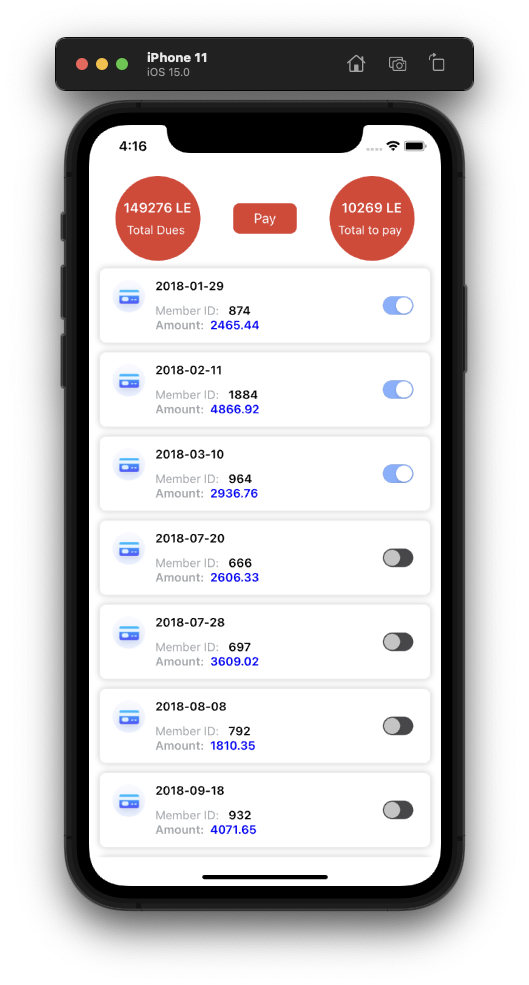 iPhone 11
iOS 15.0
4:16
149276 LE
Total Dues
Pay
10269 LE
Total to pay
2018-01-29
Member ID: 874
Amount: 2465.44
2018-02-11
Member ID: 1884
Amount: 4866.92
2018-03-10
Member ID: 964
Amount: 2936.76
2018-07-20
Member ID: 666
Amount: 2606.33
2018-07-28
Member ID: 697
Amount: 3609.02
2018-08-08
Member ID: 792
Amount: 1810.35
2018-09-18
Member ID: 932
Amount: 4071.65